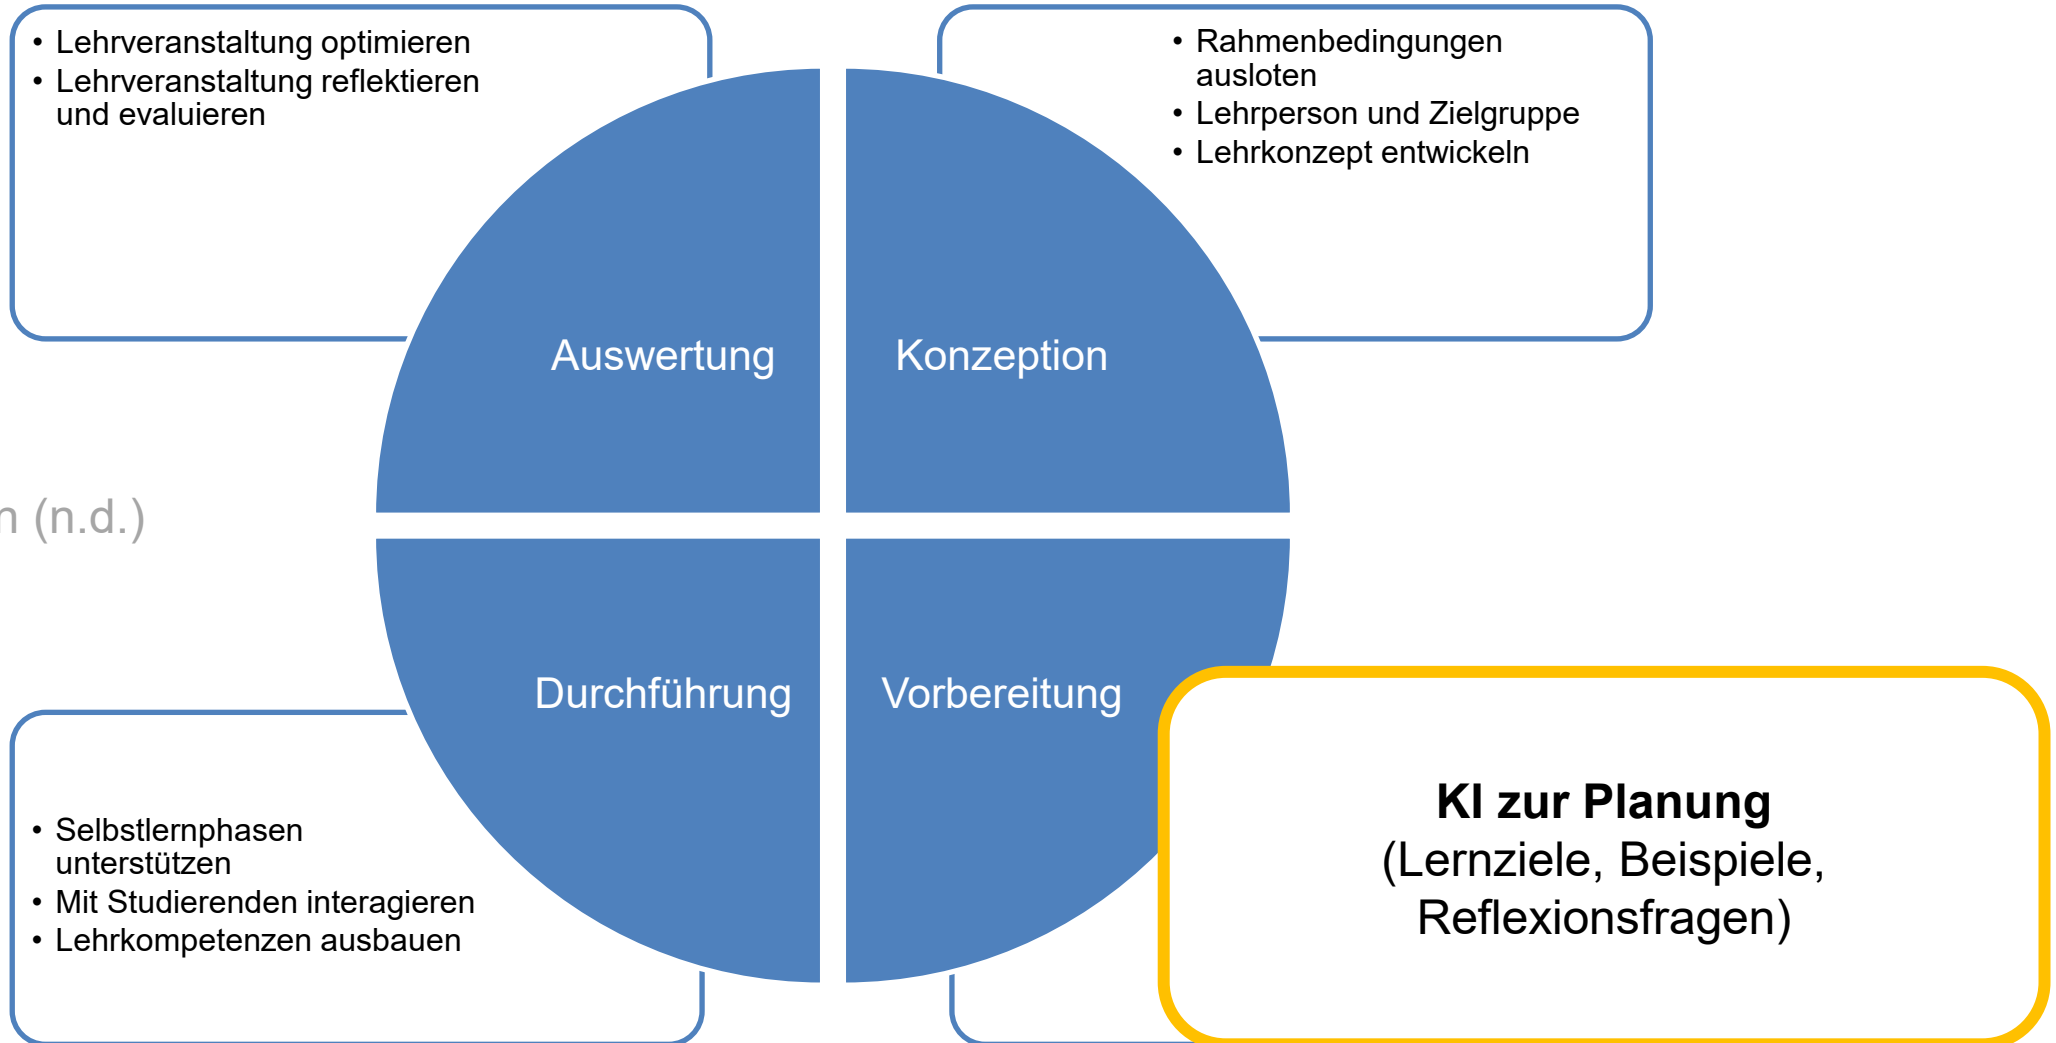 • Lehrveranstaltung optimieren
• Lehrveranstaltung reflektieren
und evaluieren
• Rahmenbedingungen
ausloten
• Lehrperson und Zielgruppe
• Lehrkonzept entwickeln
Auswertung
Konzeption
(n.d.)
Durchführung
Vorbereitung
• Selbstlernphasen
unterstützen
• Mit Studierenden interagieren
• Lehrkompetenzen ausbauen
KI zur Planung
(Lernziele, Beispiele,
Reflexionsfragen)